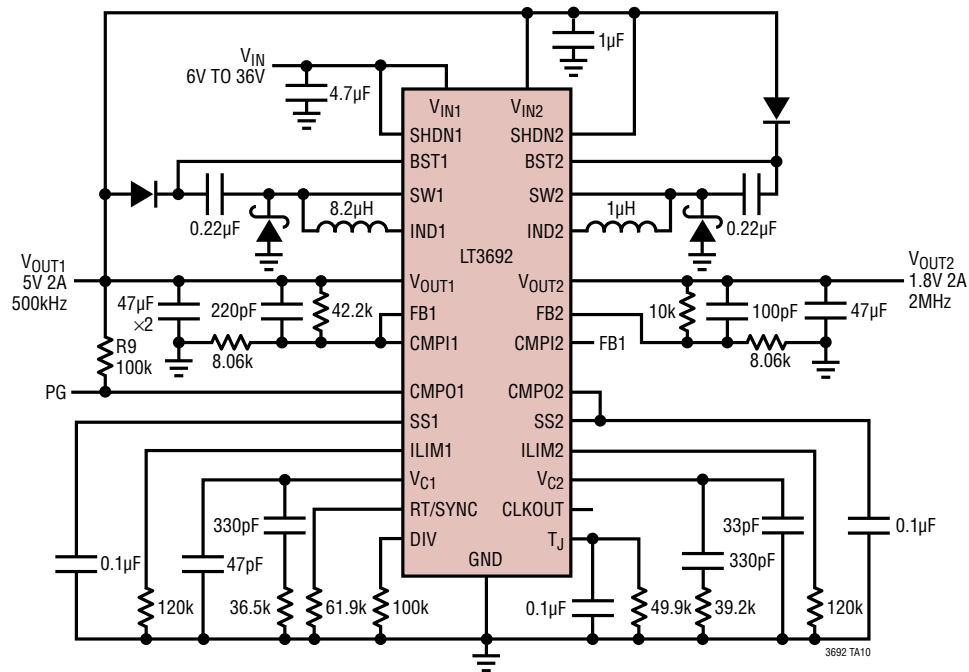 1µF
VIN
6V TO 36V
4.7µF
VIN1
VIN2
SHDN1
SHDN2
BST1
BST2
SW1
SW2
0.22µF
8.2µH
1µH
0.22µF
IND1
IND2
LT3692
VOUT1
5V 2A
500kHz
VOUT1
VOUT2
VOUT2
1.8V 2A
2MHz
47µF
×2
220pF
42.2k
10k
100pF
47µF
FB1
FB2
8.06k
CMPI1
CMPI2
FB1
8.06k
R9
100k
PG
CMPO1
CMPO2
SS1
SS2
ILIM1
ILIM2
VC1
VC2
RT/SYNC
CLKOUT
DIV
TJ
GND
0.1µF
120k
47pF
330pF
36.5k
61.9k
100k
0.1µF
49.9k
330pF
39.2k
33pF
120k
0.1µF
3692 TA10